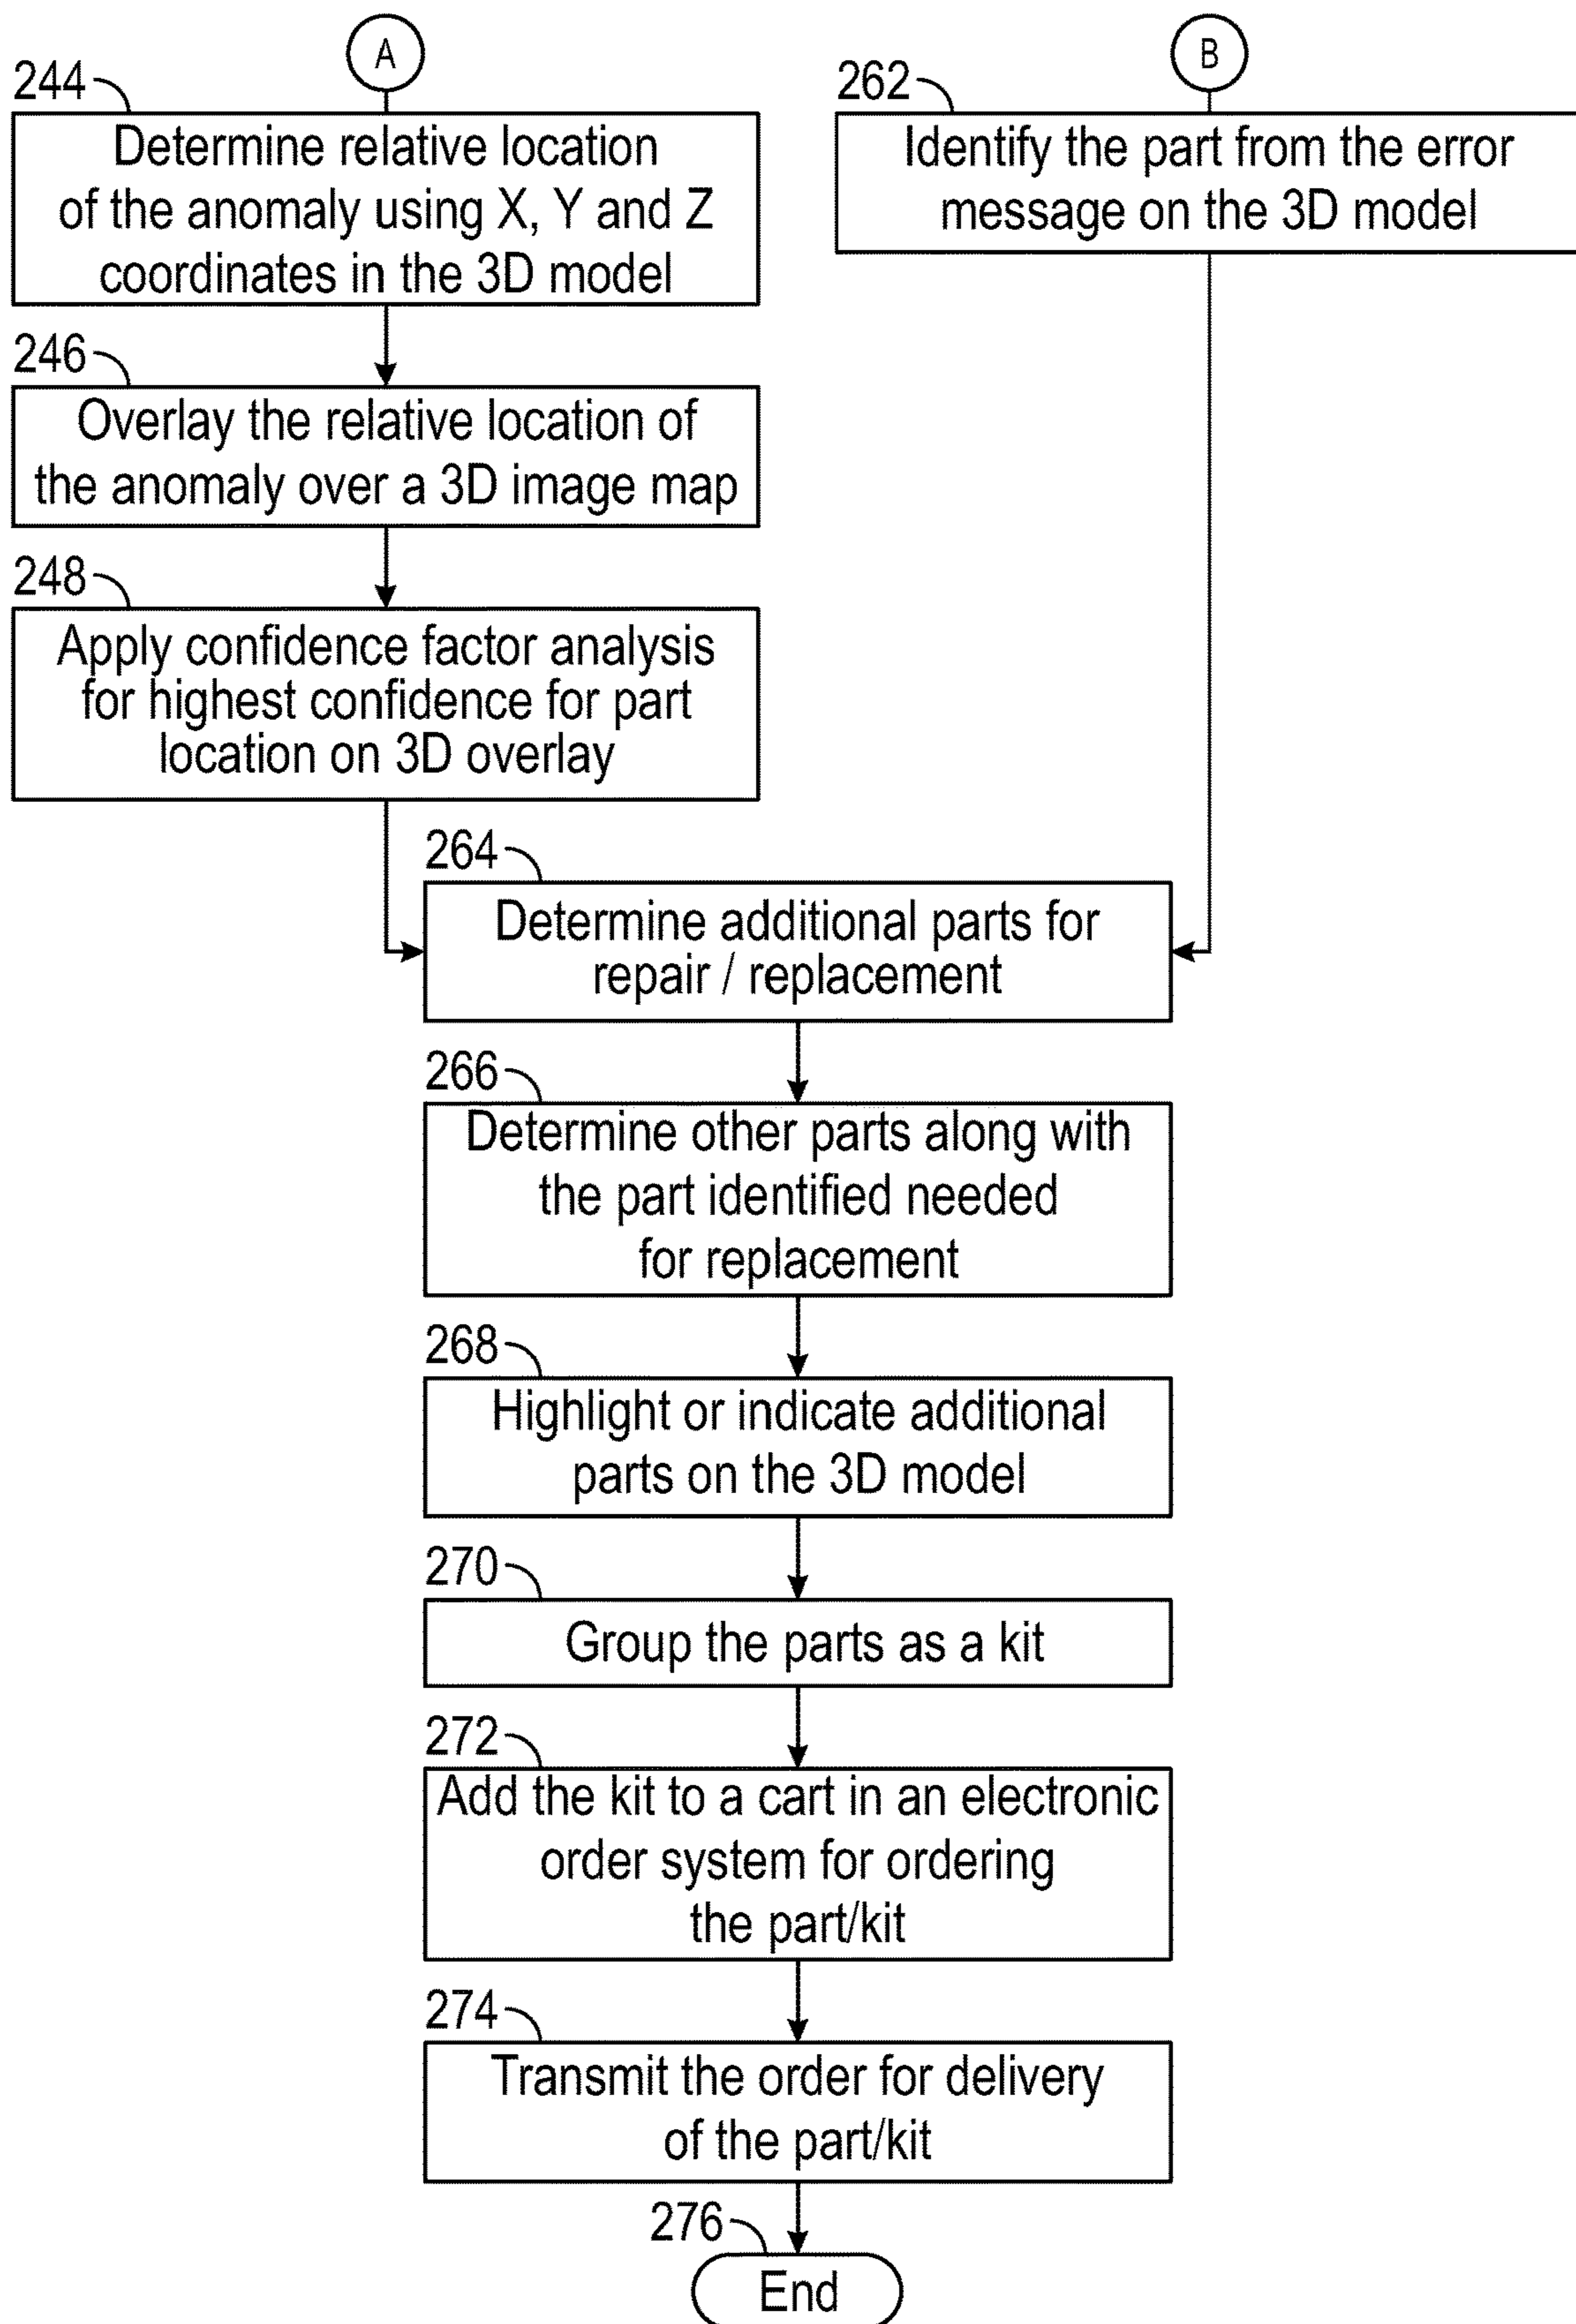 A
244
Determine relative location
of the anomaly using X, Y and Z
coordinates in the 3D model
246
Overlay the relative location of
the anomaly over a 3D image map
248
Apply confidence factor analysis
for highest confidence for part
location on 3D overlay
B
262
Identify the part from the error
message on the 3D model
264
Determine additional parts for
repair / replacement
266
Determine other parts along with
the part identified needed
for replacement
268
Highlight or indicate additional
parts on the 3D model
270
Group the parts as a kit
272
Add the kit to a cart in an electronic
order system for ordering
the part/kit
274
Transmit the order for delivery
of the part/kit
276
End